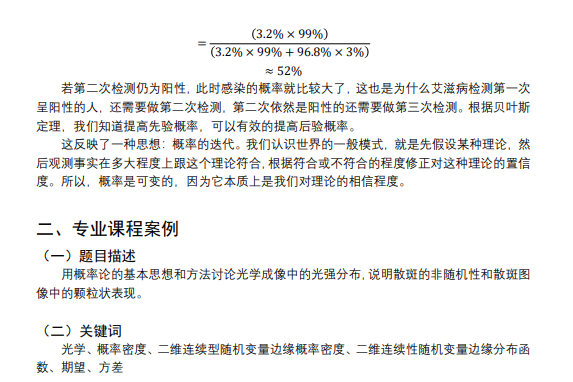 = (3.2% × 99%) / (3.2% × 99% + 96.8% × 3%)
≈ 52%
若第二次检测仍为阳性，此时感染的概率就比较大了，这也是为什么艾滋病检测第一次
呈阳性的人，还需要做第二次检测，第二次依然是阳性的还需要做第三次检测。根据贝叶斯
定理，我们知道提高先验概率，可以有效的提高后验概率。
这反映了一种思想：概率的迭代。我们认识世界的一般模式，就是先假设某种理论，然
后观测事实在多大程度上跟这个理论符合，根据符合或不符合的程度修正对这种理论的置信
度。所以，概率是可变的，因为它本质上是我们对理论的相信程度。
二、专业课程案例
（一）题目描述
用概率论的基本思想和方法讨论光学成像中的光强分布，说明散斑的非随机性和散斑图
像中的颗粒状表现。
（二）关键词
光学、概率密度、二维连续型随机变量边缘概率密度、二维连续性随机变量边缘分布函
数、期望、方差